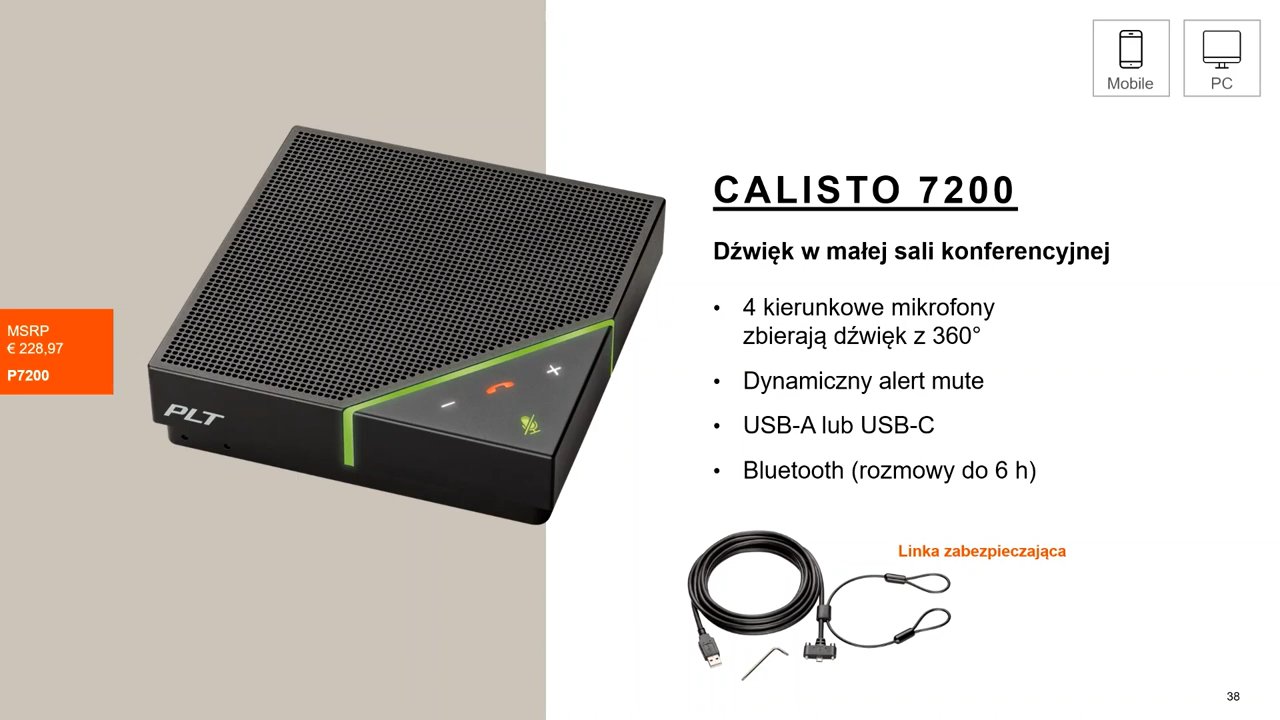 Mobile
PC
CALISTO 7200
Dźwięk w małej sali konferencyjnej
• 4 kierunkowe mikrofony
zbierają dźwięk z 360°
• Dynamiczny alert mute
• USB-A lub USB-C
• Bluetooth (rozmowy do 6 h)
MSRP
€ 228,97
P7200
PLT
Linka zabezpieczająca
38